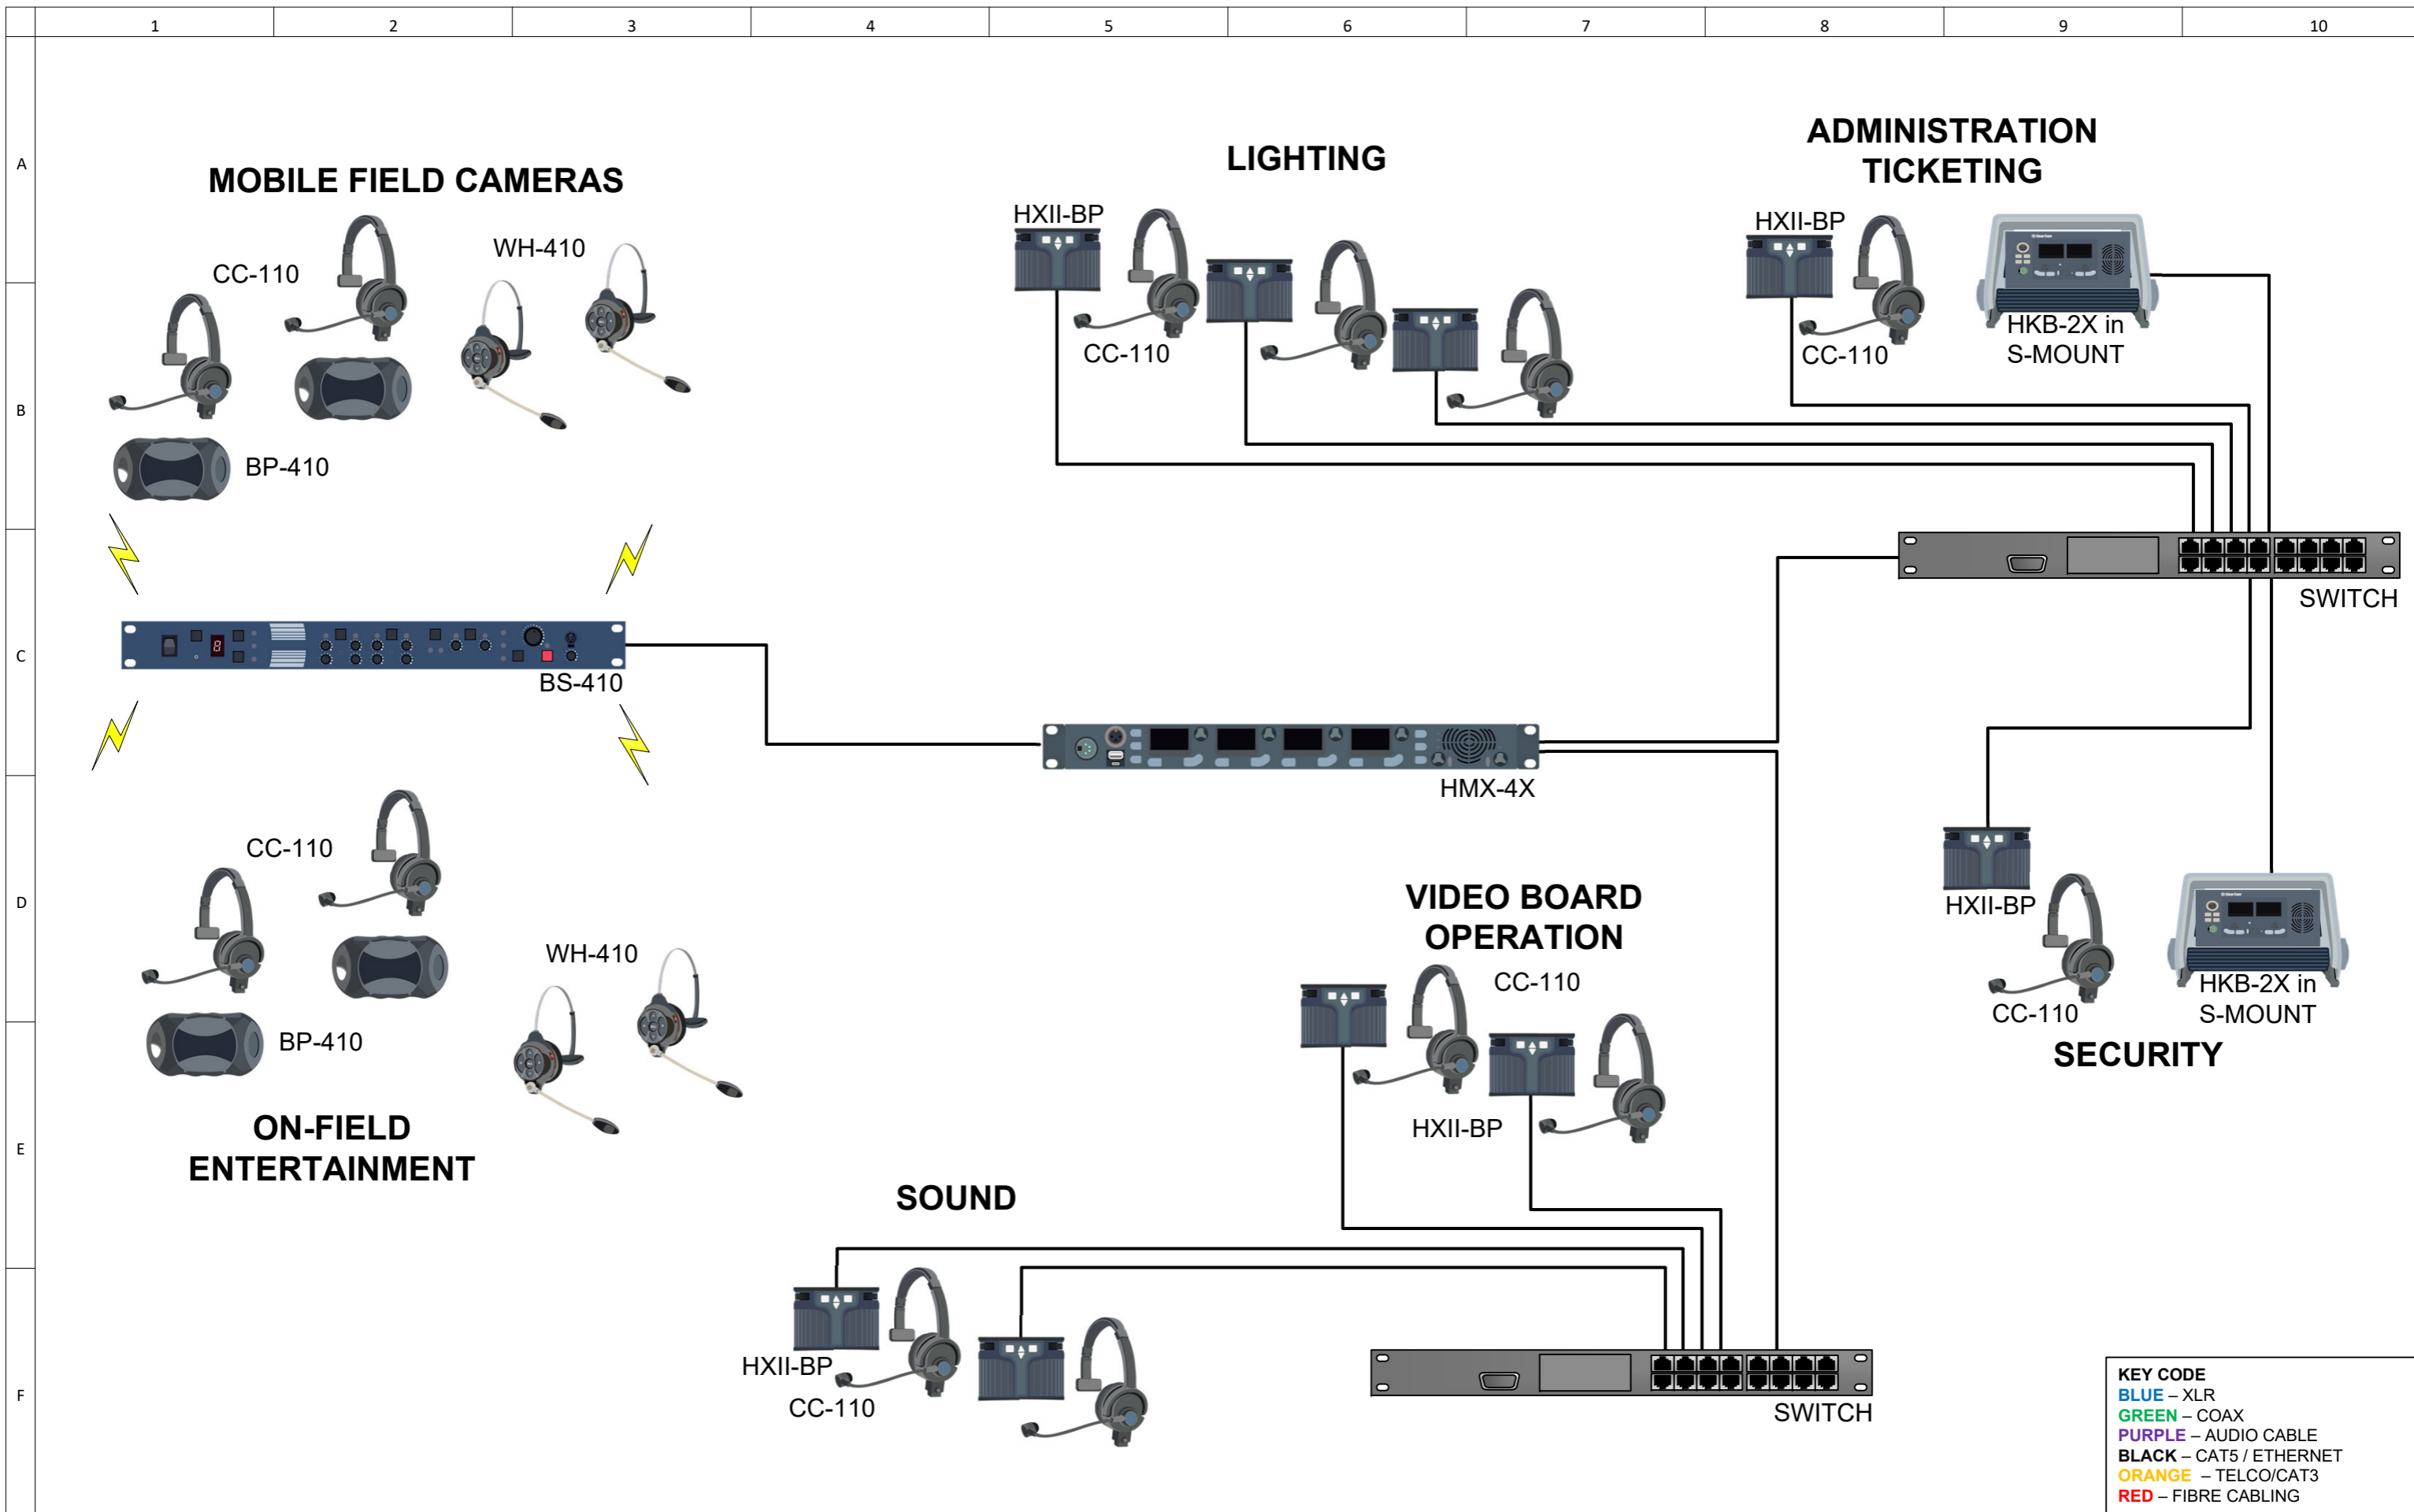 1 2 3 4 5 6 7 8 9 10
A
B
C
D
E
F
MOBILE FIELD CAMERAS
CC-110
WH-410
BP-410
LIGHTING
HXII-BP
CC-110
ADMINISTRATION
TICKETING
HXII-BP
CC-110
HKB-2X in
S-MOUNT
SWITCH
BS-410
HMX-4X
CC-110
WH-410
BP-410
ON-FIELD
ENTERTAINMENT
VIDEO BOARD
OPERATION
CC-110
HXII-BP
HXII-BP
CC-110
HKB-2X in
S-MOUNT
SECURITY
SOUND
HXII-BP
CC-110
SWITCH
KEY CODE
BLUE – XLR
GREEN – COAX
PURPLE – AUDIO CABLE
BLACK – CAT5 / ETHERNET
ORANGE – TELCO/CAT3
RED – FIBRE CABLING